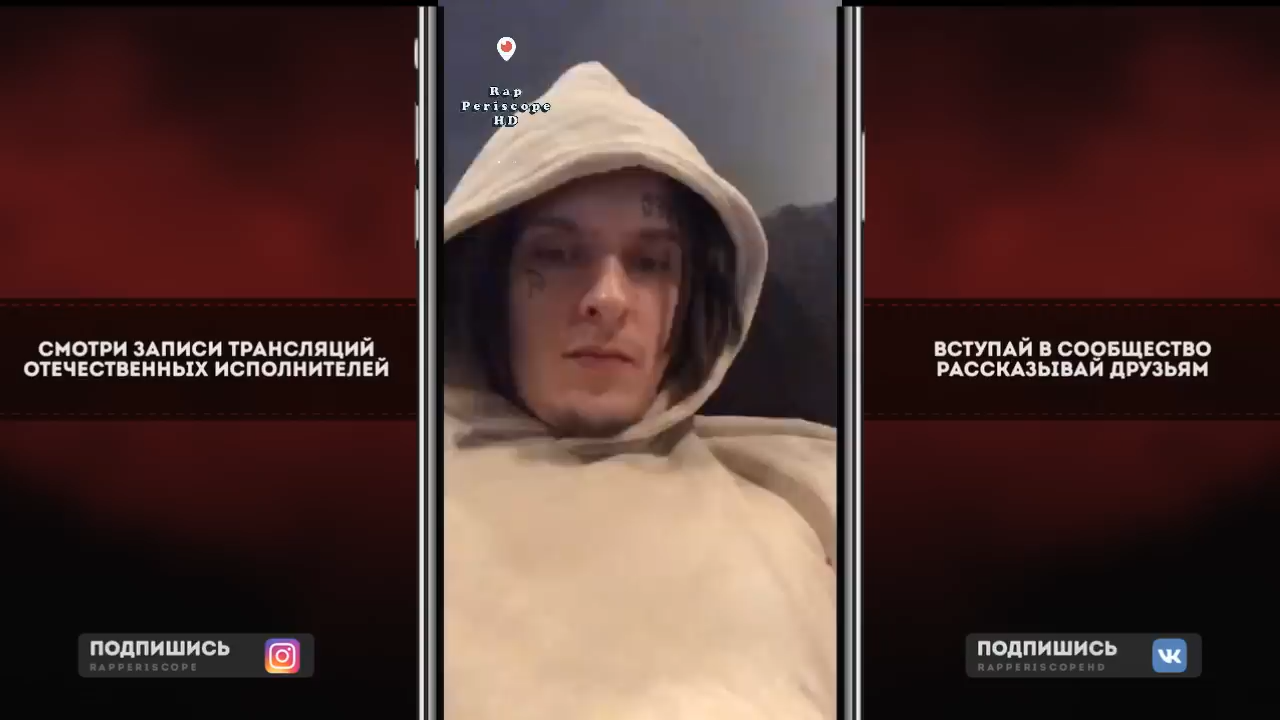 Rap
Periscope
HD
СМОТРИ ЗАПИСИ ТРАНСЛЯЦИЙ
ОТЕЧЕСТВЕННЫХ ИСПОЛНИТЕЛЕЙ
ВСТУПАЙ В СООБЩЕСТВО
РАССКАЗЫВАЙ ДРУЗЬЯМ
ПОДПИШИСЬ
RAPPERISCOPE
ПОДПИШИСЬ
RAPPERISCOPEHD